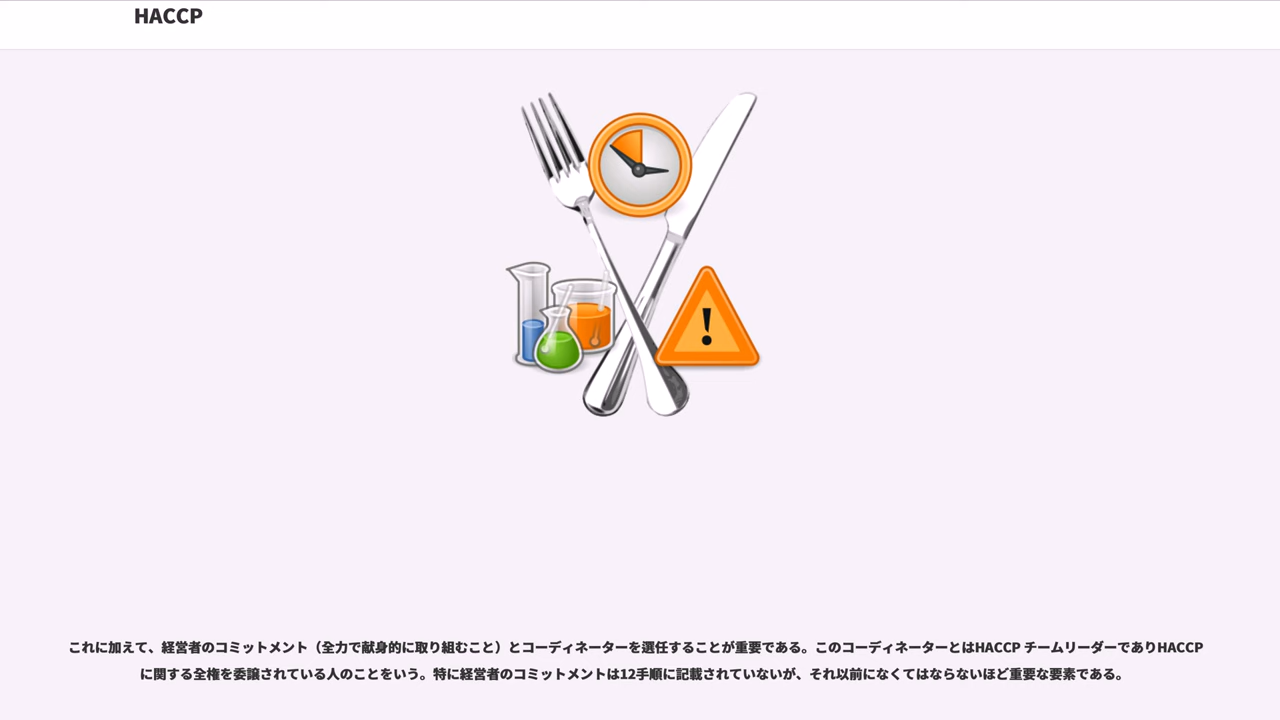 HACCP
これに加えて、経営者のコミットメント（全力で献身的に取り組むこと）とコーディネーターを選任することが重要である。このコーディネーターとはHACCP チームリーダーでありHACCP
に関する全権を委譲されている人のことをいう。特に経営者のコミットメントは12手順に記載されていないが、それ以前になくてはならないほど重要な要素である。